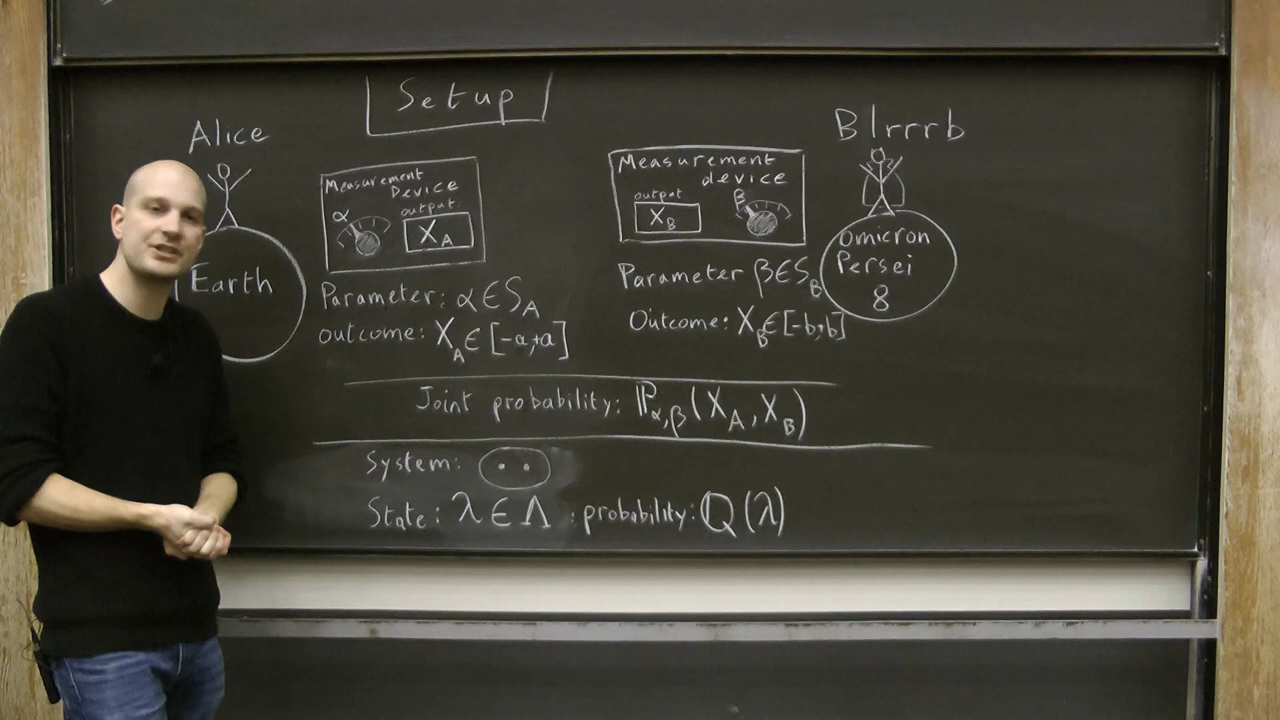 Setup
Alice
Earth
Measurement
Device
α
output
X_A
Parameter: α∈S_A
outcome: X_A∈[-a,+a]
Blrrrb
Measurement
device
output
X_B
β
Omicron
Persei
8
Parameter β∈S_B
Outcome: X_B∈[-b,+b]
Joint probability: ℙ_α,β(X_A,X_B)
System:
State: λ∈Λ, probability: ℚ(λ)